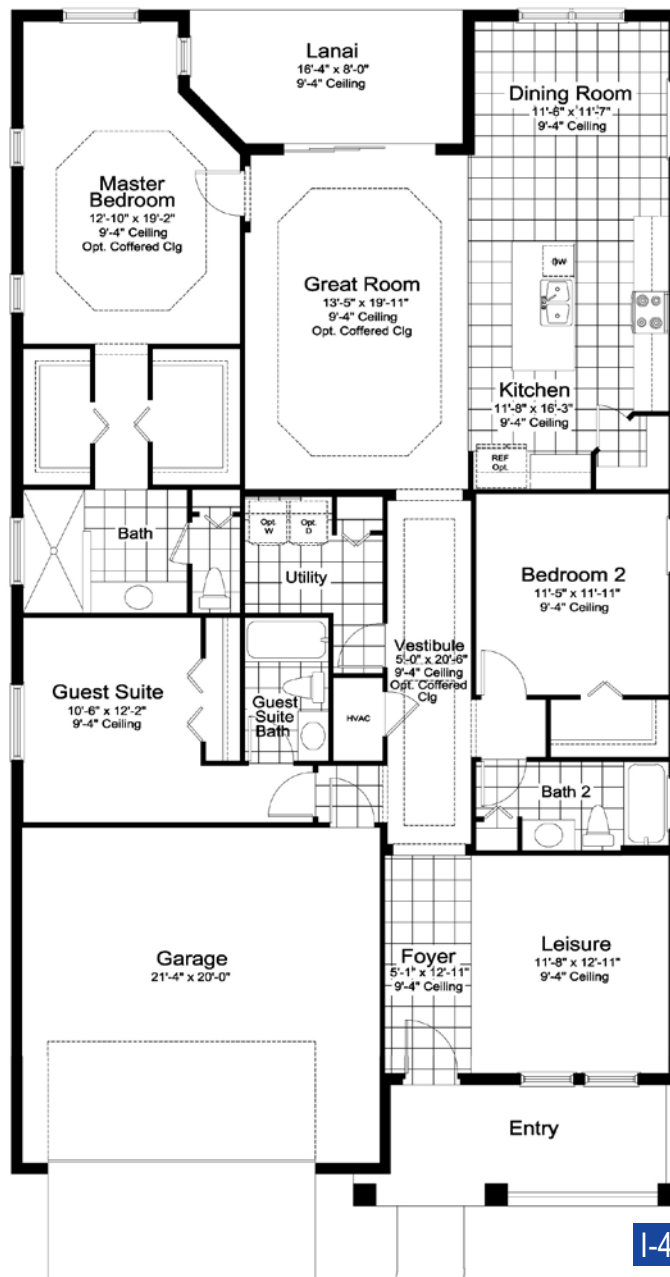 Lanai
16'-4" x 8'-0"
9'-4" Ceiling
Dining Room
11'-6" x 11'-7"
9'-4" Ceiling
Master
Bedroom
12'-10" x 19'-2"
9'-4" Ceiling
Opt. Coffered Clg
Great Room
13'-5" x 19'-11"
9'-4" Ceiling
Opt. Coffered Clg
DW
Kitchen
11'-8" x 16'-3"
9'-4" Ceiling
REF
Opt.
Bath
Opt.
W
Opt.
D
Utility
Bedroom 2
11'-5" x 11'-11"
9'-4" Ceiling
Vestibule
5'-0" x 20'-6"
9'-4" Ceiling
Opt. Coffered
Clg
Guest Suite
10'-6" x 12'-2"
9'-4" Ceiling
Guest
Suite
Bath
HVAC
Bath 2
Garage
21'-4" x 20'-0"
Foyer
5'-1" x 12'-11"
9'-4" Ceiling
Leisure
11'-8" x 12'-11"
9'-4" Ceiling
Entry
I-4